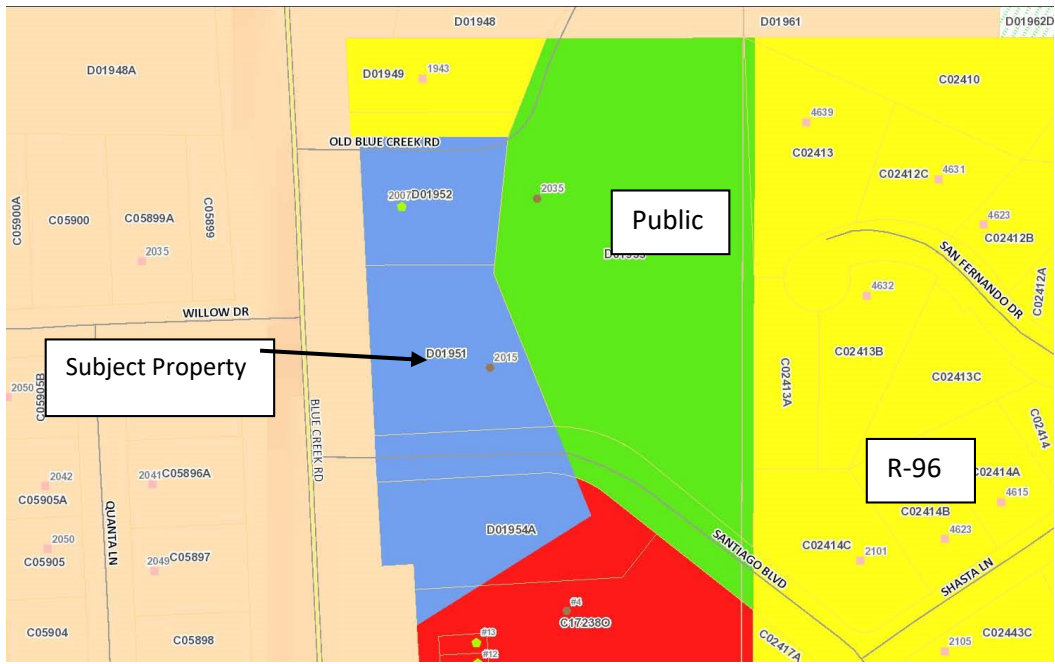 D01948
D01961
D01962D
D01948A
D01949
1943
C02410
OLD BLUE CREEK RD
4639
C02413
C02412C
4631
2007
D01952
2035
Public
4623
C02412B
C05900A
C05900
C05899A
C05899
2035
SAN FERNANDO DR
C02412A
4632
WILLOW DR
Subject Property
D01951
2015
C02413B
C02413A
C02413C
2050
C05905B
BLUE CREEK RD
C02414
R-96
2042
2041
C05896A
C05905A
C02414A
4615
QUANTA LN
D01954A
C02414B
2050
C05905
2049
C05897
SANTIAGO BLVD
4623
C02414C
2101
SHASTA LN
#4
C17238O
C05904
C05898
#13
#12
C02417A
2105
C02443C